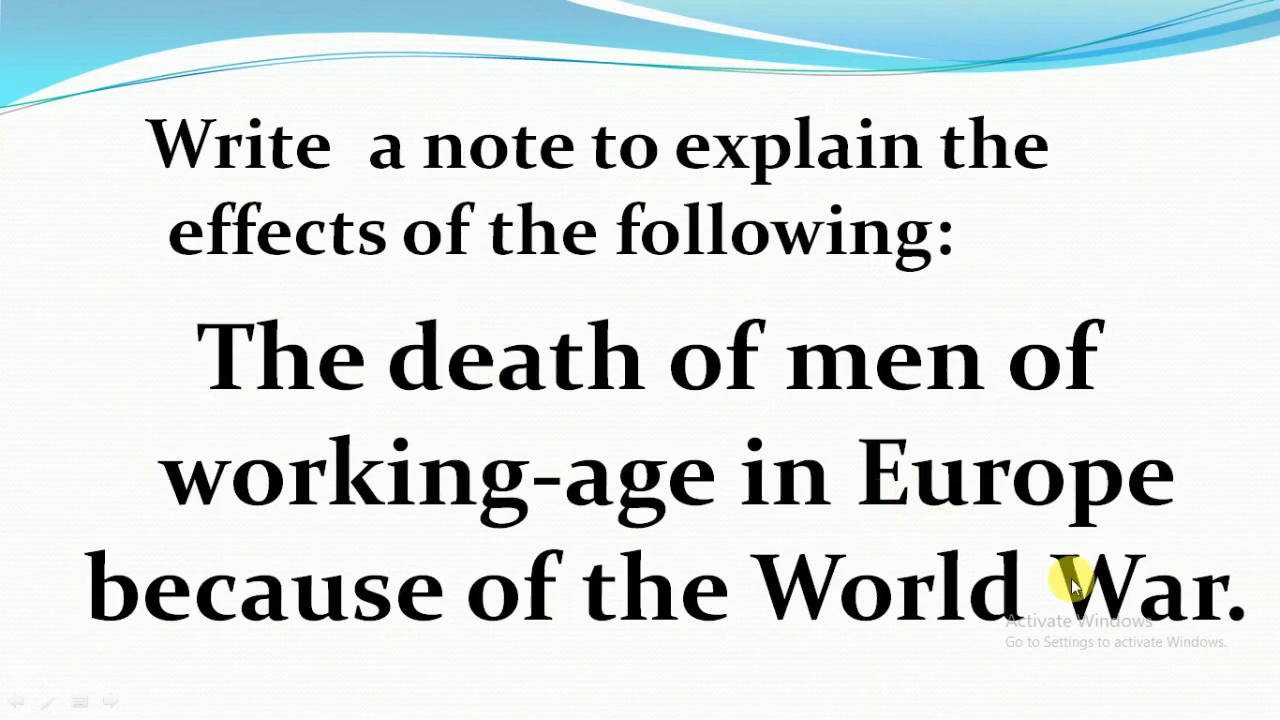 Write a note to explain the
effects of the following:
The death of men of
working-age in Europe
because of the World War.
Activate Windows
Go to Settings to activate Windows.